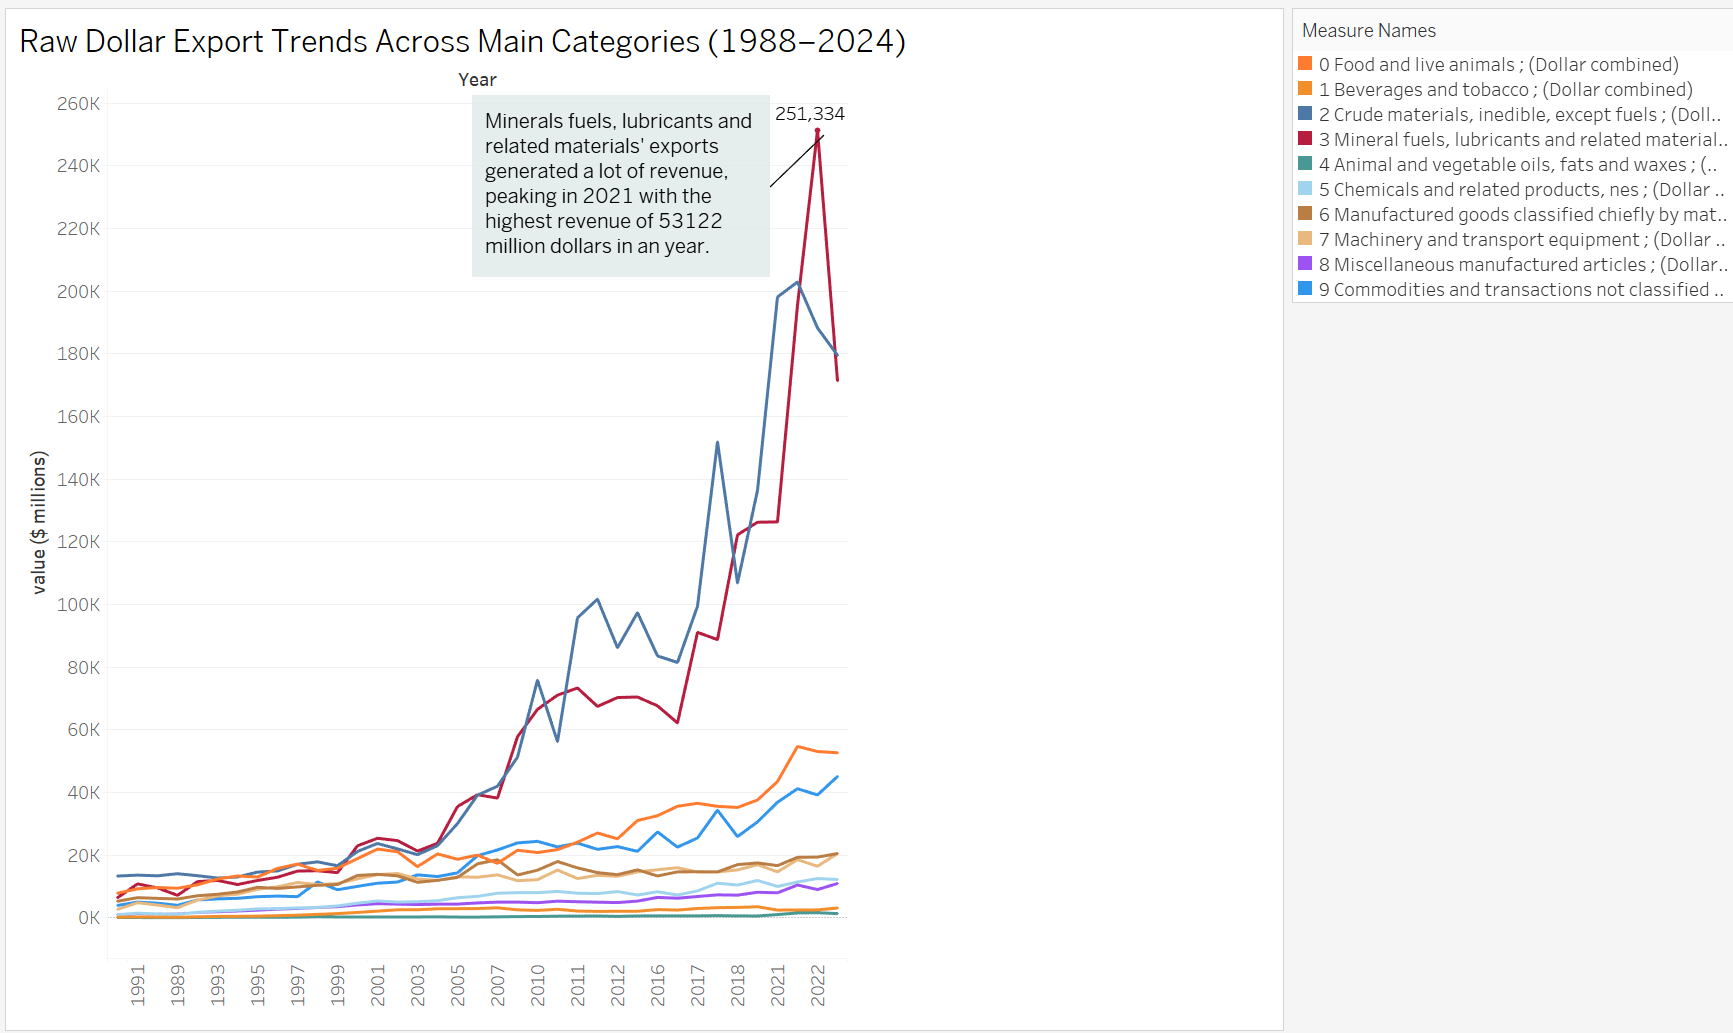 Raw Dollar Export Trends Across Main Categories (1988–2024)
Year
260K
240K
220K
200K
180K
160K
140K
120K
100K
80K
60K
40K
20K
0K
value ($ millions)
Minerals fuels, lubricants and
related materials' exports
generated a lot of revenue,
peaking in 2021 with the
highest revenue of 53122
million dollars in an year.
251,334
1991
1989
1993
1995
1997
1999
2001
2003
2005
2007
2010
2011
2012
2016
2017
2018
2021
2022
Measure Names
0 Food and live animals ; (Dollar combined)
1 Beverages and tobacco ; (Dollar combined)
2 Crude materials, inedible, except fuels ; (Doll..
3 Mineral fuels, lubricants and related material..
4 Animal and vegetable oils, fats and waxes ; (..
5 Chemicals and related products, nes ; (Dollar ..
6 Manufactured goods classified chiefly by mat..
7 Machinery and transport equipment ; (Dollar ..
8 Miscellaneous manufactured articles ; (Dollar..
9 Commodities and transactions not classified ..